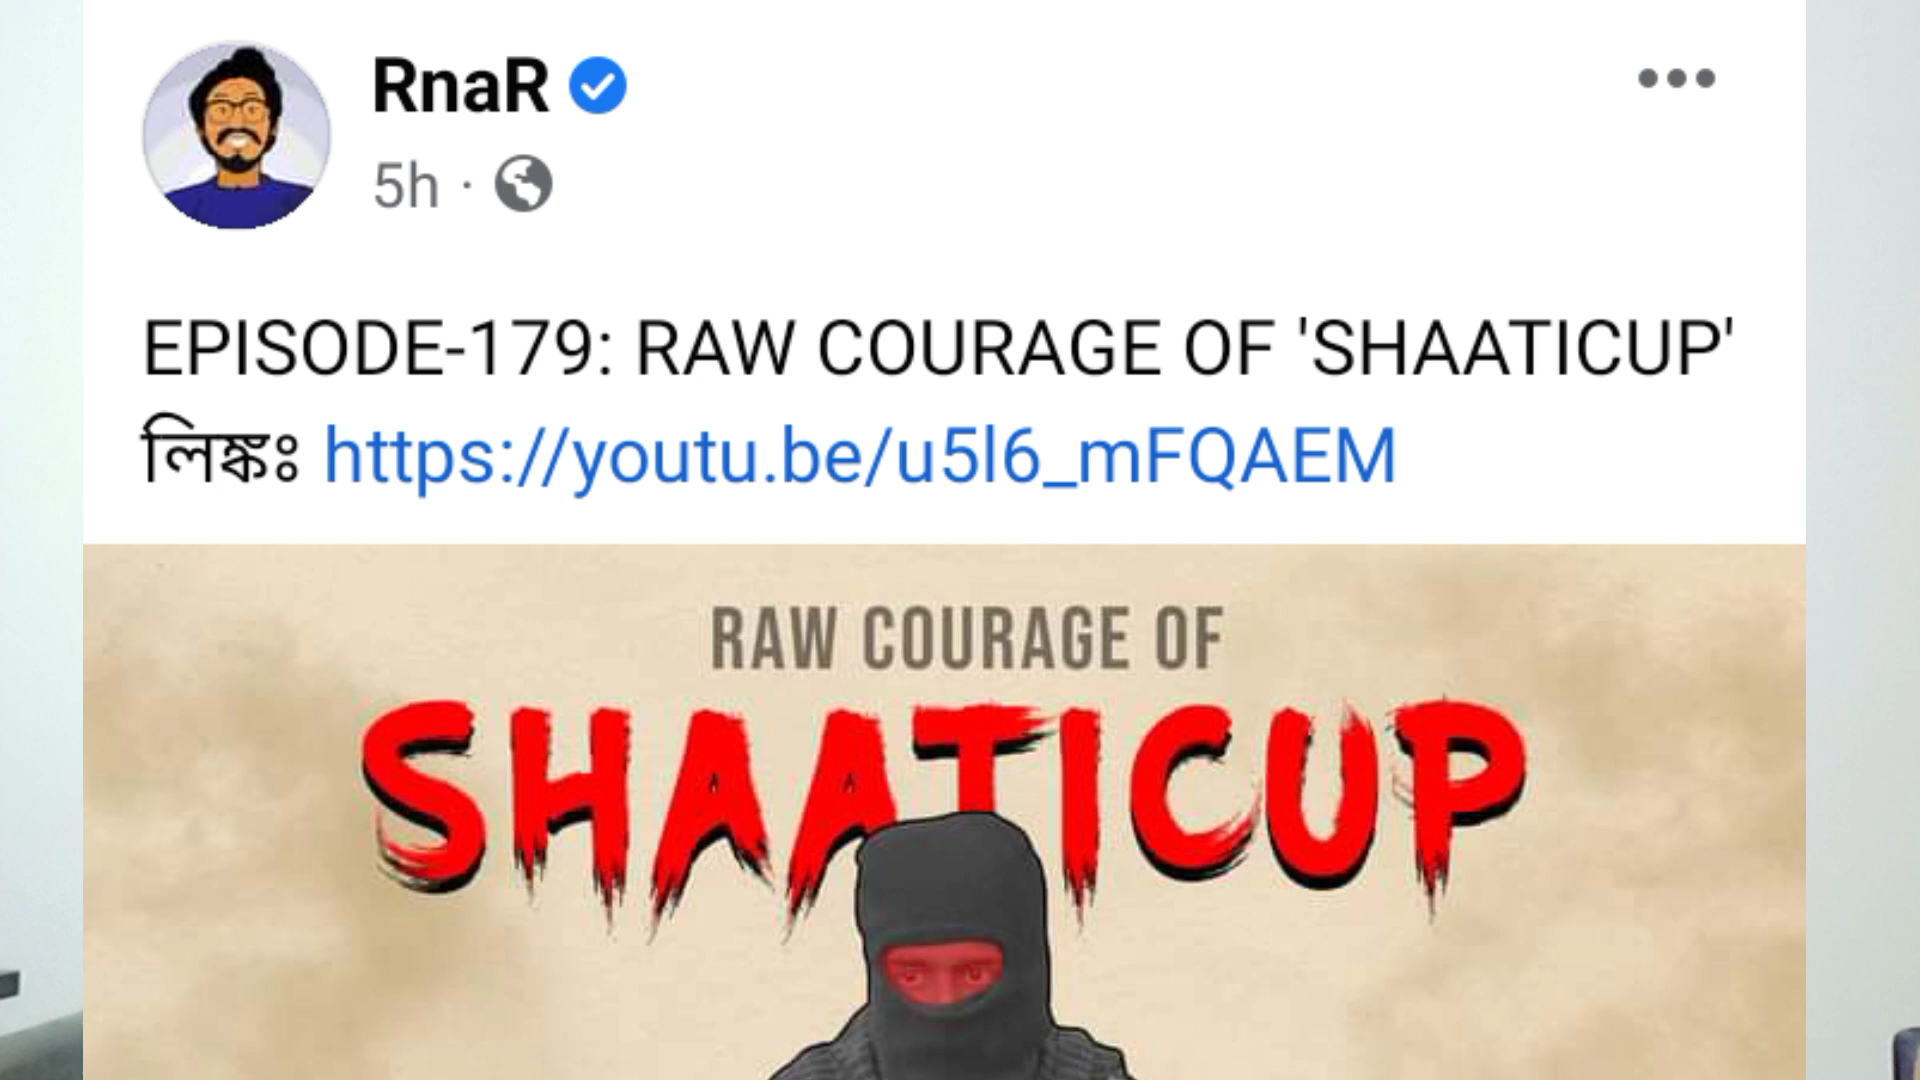 RnaR
5h ·
EPISODE-179: RAW COURAGE OF 'SHAATICUP'
লিঙ্কঃ https://youtu.be/u5l6_mFQAEM
RAW COURAGE OF
SHAATICUP